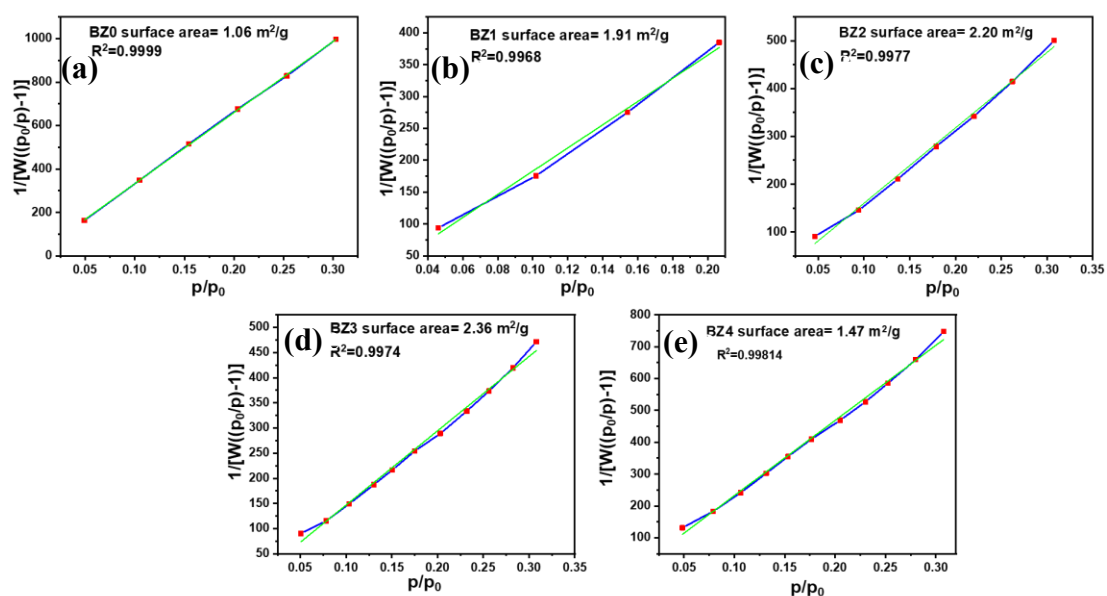 (a)
BZ0 surface area= 1.06 m²/g
R²=0.9999
1/[W((p₀/p)-1)]
1000
800
600
400
200
0
0.05 0.10 0.15 0.20 0.25 0.30
p/p₀
(b)
BZ1 surface area= 1.91 m²/g
R²=0.9968
1/[W((p₀/p)-1)]
400
350
300
250
200
150
100
50
0.04 0.06 0.08 0.10 0.12 0.14 0.16 0.18 0.20
p/p₀
(c)
BZ2 surface area= 2.20 m²/g
R²=0.9977
1/[W((p₀/p)-1)]
500
400
300
200
100
0.05 0.10 0.15 0.20 0.25 0.30 0.35
p/p₀
(d)
BZ3 surface area= 2.36 m²/g
R²=0.9974
1/[W((p₀/p)-1)]
500
450
400
350
300
250
200
150
100
50
0.05 0.10 0.15 0.20 0.25 0.30 0.35
p/p₀
(e)
BZ4 surface area= 1.47 m²/g
R²=0.99814
1/[W((p₀/p)-1)]
800
700
600
500
400
300
200
100
0.05 0.10 0.15 0.20 0.25 0.30
p/p₀